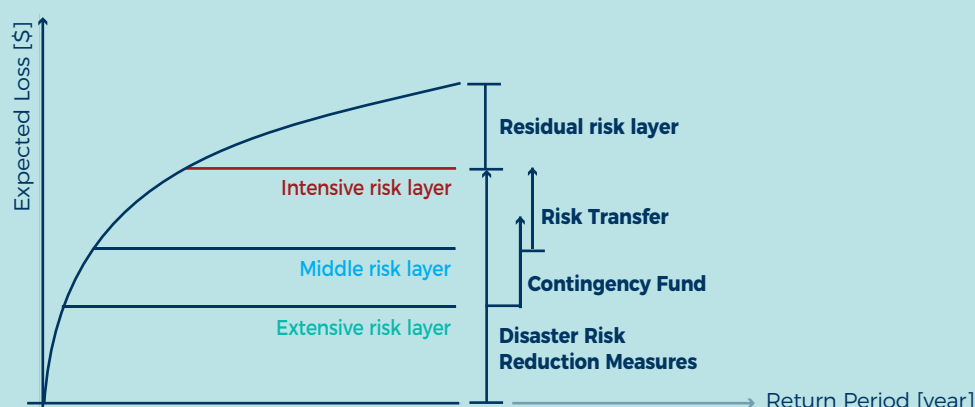 Expected Loss [$]
Residual risk layer
Intensive risk layer
Risk Transfer
Middle risk layer
Contingency Fund
Extensive risk layer
Disaster Risk
Reduction Measures
Return Period [year]